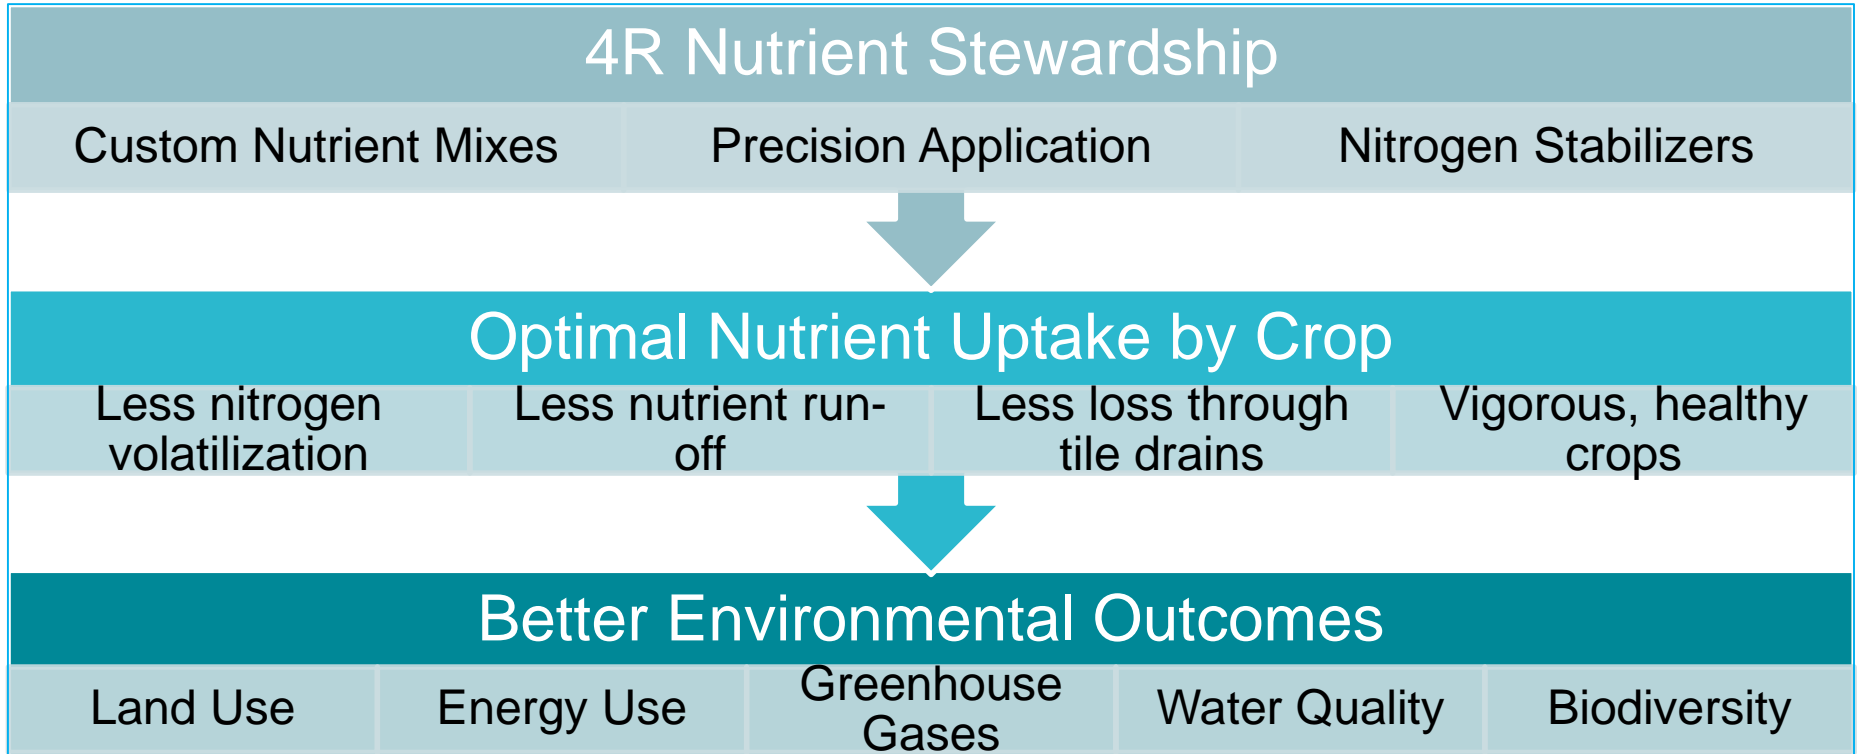 4R Nutrient Stewardship
Custom Nutrient Mixes
Precision Application
Nitrogen Stabilizers
Optimal Nutrient Uptake by Crop
Less nitrogen
volatilization
Less nutrient run-
off
Less loss through
tile drains
Vigorous, healthy
crops
Better Environmental Outcomes
Land Use
Energy Use
Greenhouse
Gases
Water Quality
Biodiversity